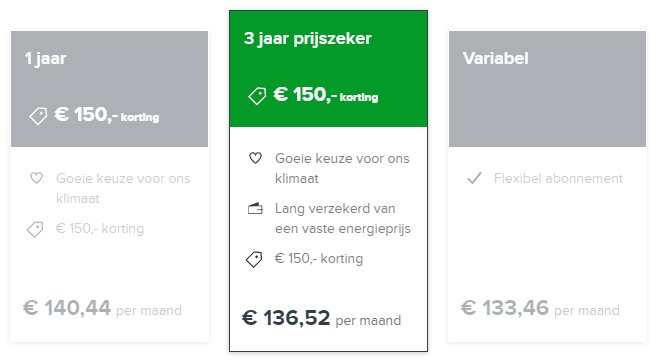 1 jaar
€ 150,- korting
Goeie keuze voor ons
klimaat
€ 150,- korting
€ 140,44 per maand
3 jaar prijszeker
€ 150,- korting
Goeie keuze voor ons
klimaat
Lang verzekerd van
een vaste energieprijs
€ 150,- korting
€ 136,52 per maand
Variabel
Flexibel abonnement
€ 133,46 per maand